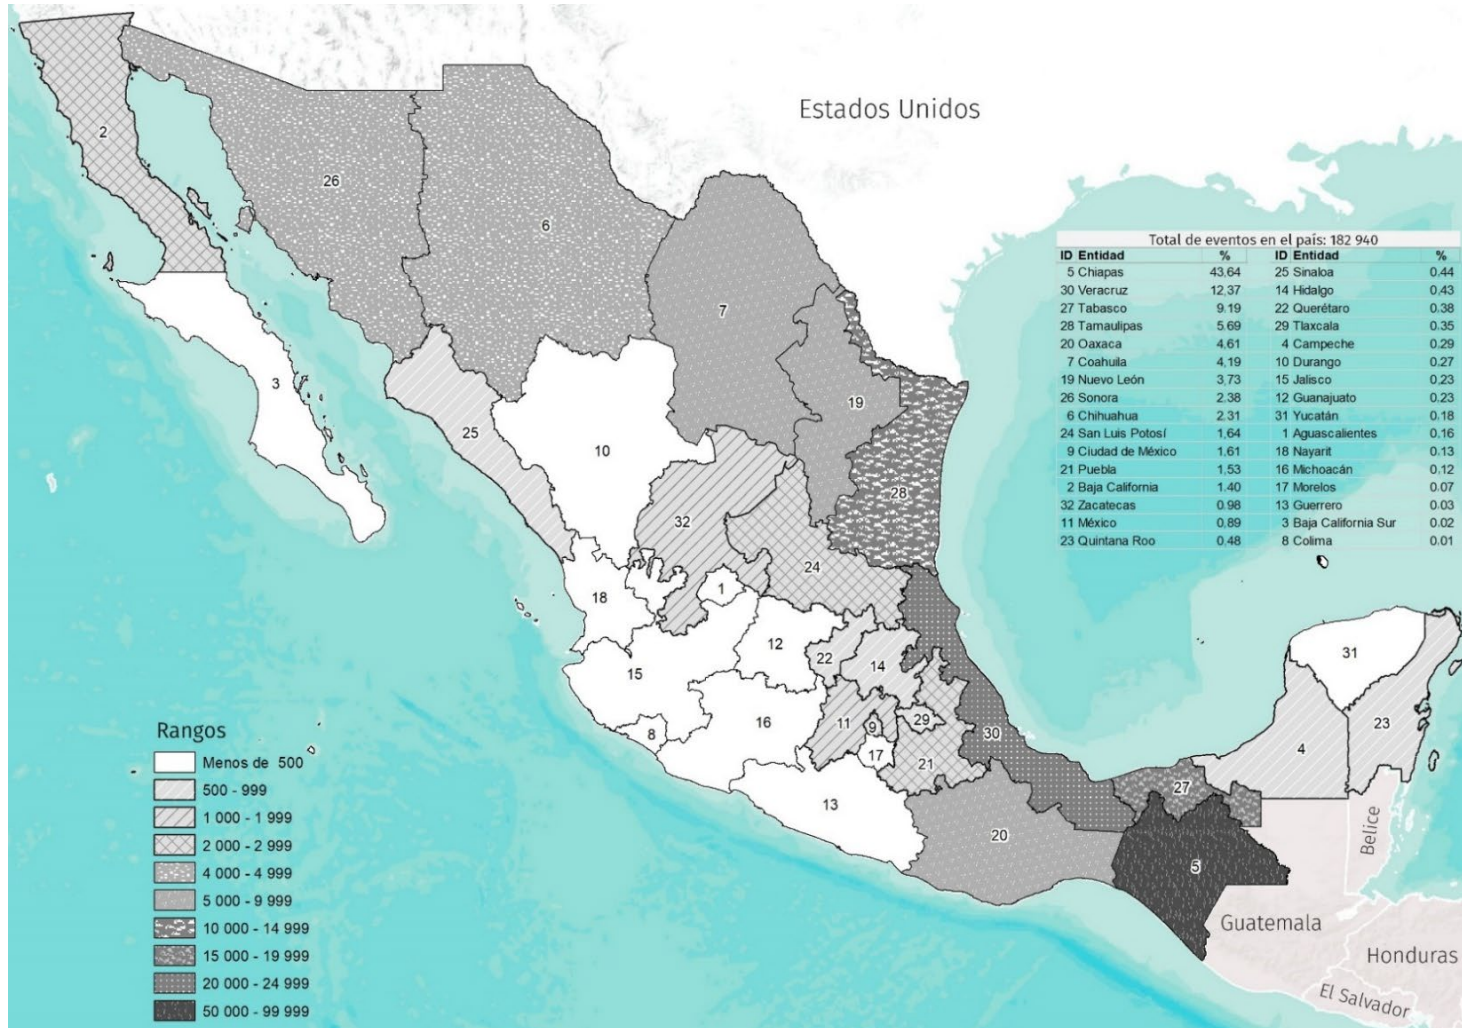 Estados Unidos
Total de eventos en el país: 182 940
ID Entidad % ID Entidad %
5 Chiapas 43,64 25 Sinaloa 0.44
30 Veracruz 12,37 14 Hidalgo 0,43
27 Tabasco 9.19 22 Querétaro 0.38
28 Tamaulipas 5.69 29 Tlaxcala 0.35
20 Oaxaca 4,61 4 Campeche 0.29
7 Coahuila 4,19 10 Durango 0.27
19 Nuevo León 3,73 15 Jalisco 0.23
26 Sonora 2.38 12 Guanajuato 0.23
6 Chihuahua 2.31 31 Yucatán 0.18
24 San Luis Potosí 1,64 1 Aguascalientes 0,16
9 Ciudad de México 1,61 18 Nayarit 0.13
21 Puebla 1,53 16 Michoacán 0.12
2 Baja California 1.40 17 Morelos 0.07
32 Zacatecas 0.98 13 Guerrero 0.03
11 México 0,89 3 Baja California Sur 0.02
23 Quintana Roo 0,48 8 Colima 0.01
2
26
6
7
3
19
25
10
28
32
24
1
18
12
22
14
31
15
11
29
16
9
8
30
23
4
17
21
27
13
20
5
Belice
Guatemala
Honduras
El Salvador
Rangos
Menos de 500
500 - 999
1 000 - 1 999
2 000 - 2 999
4 000 - 4 999
5 000 - 9 999
10 000 - 14 999
15 000 - 19 999
20 000 - 24 999
50 000 - 99 999